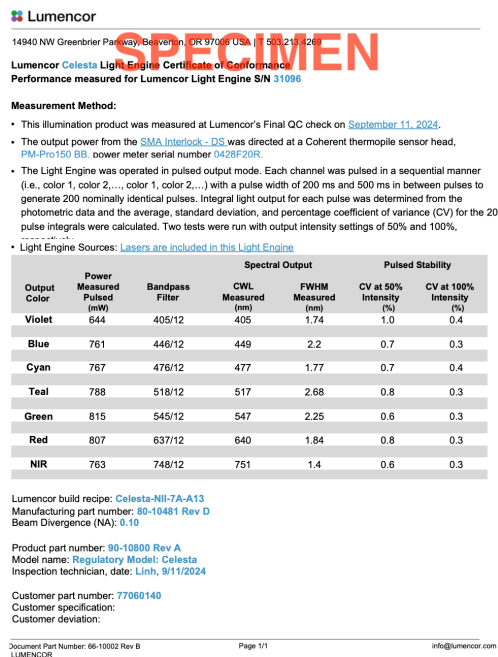 Lumencor
14940 NW Greenbrier Parkway, Beaverton, OR 97006 USA | T 503.213.4269
SPECIMEN
Lumencor Celesta Light Engine Certificate of Conformance
Performance measured for Lumencor Light Engine S/N 31096
Measurement Method:
• This illumination product was measured at Lumencor's Final QC check on September 11, 2024.
• The output power from the SMA Interlock - DS was directed at a Coherent thermopile sensor head,
PM-Pro150 BB. power meter serial number 0428F20R.
• The Light Engine was operated in pulsed output mode. Each channel was pulsed in a sequential manner
(i.e., color 1, color 2,…, color 1, color 2,…) with a pulse width of 200 ms and 500 ms in between pulses to
generate 200 nominally identical pulses. Integral light output for each pulse was determined from the
photometric data and the average, standard deviation, and percentage coefficient of variance (CV) for the 20
pulse integrals were calculated. Two tests were run with output intensity settings of 50% and 100%,
• Light Engine Sources: Lasers are included in this Light Engine
Spectral Output Pulsed Stability
Output Color Power Measured Pulsed (mW) Bandpass Filter CWL Measured (nm) FWHM Measured (nm) CV at 50% Intensity (%) CV at 100% Intensity (%)
Violet 644 405/12 405 1.74 1.0 0.4
Blue 761 446/12 449 2.2 0.7 0.3
Cyan 767 476/12 477 1.77 0.7 0.4
Teal 788 518/12 517 2.68 0.8 0.3
Green 815 545/12 547 2.25 0.6 0.3
Red 807 637/12 640 1.84 0.8 0.3
NIR 763 748/12 751 1.4 0.6 0.3
Lumencor build recipe: Celesta-NII-7A-A13
Manufacturing part number: 80-10481 Rev D
Beam Divergence (NA): 0.10
Product part number: 90-10800 Rev A
Model name: Regulatory Model: Celesta
Inspection technician, date: Linh, 9/11/2024
Customer part number: 77060140
Customer specification:
Customer deviation:
Document Part Number: 66-10002 Rev B Page 1/1 info@lumencor.com
LUMENCOR